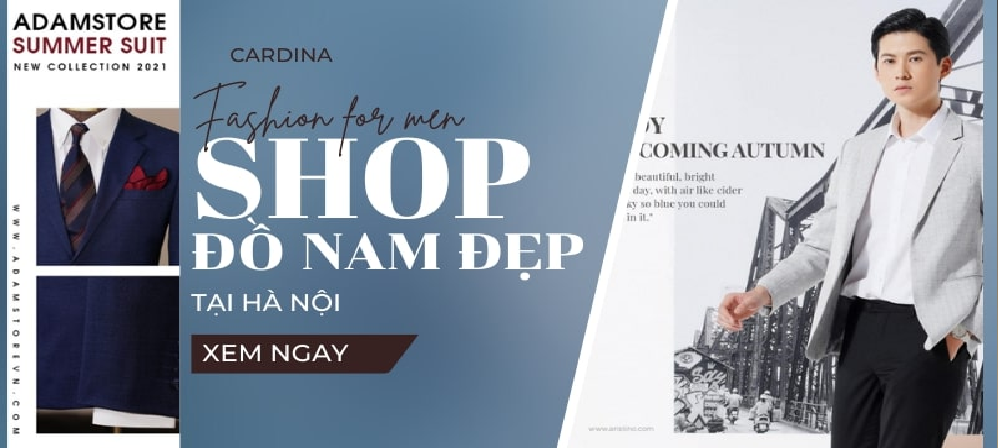 ADAMSTORE
SUMMER SUIT
NEW COLLECTION 2021
WWW.ADAMSTOREVN.COM
CARDINA
Fashion for men
SHOP
ĐỒ NAM ĐẸP
TẠI HÀ NỘI
XEM NGAY
COMING AUTUMN
beautiful, bright
day, with air like cider
so blue you could
in it."